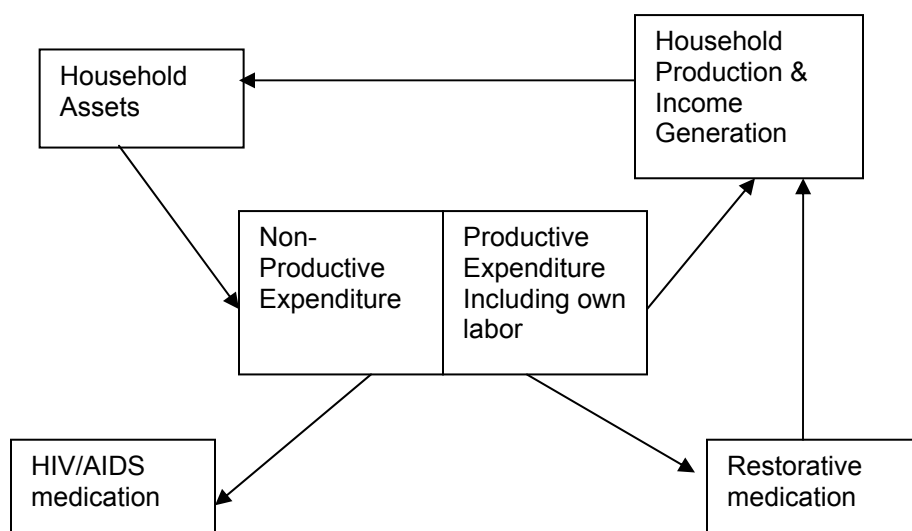 Household
Assets
Household
Production &
Income
Generation
Non-
Productive
Expenditure
Productive
Expenditure
Including own
labor
HIV/AIDS
medication
Restorative
medication